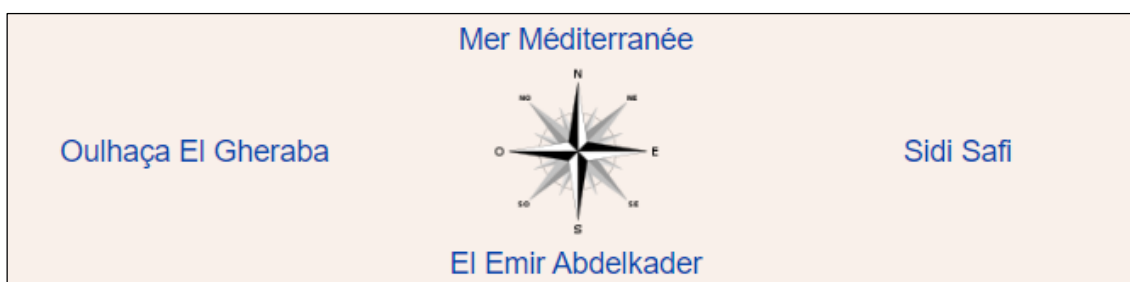 Mer Méditerranée
N
NO NE
Oulhaça El Gheraba O E Sidi Safi
SO SE
S
El Emir Abdelkader